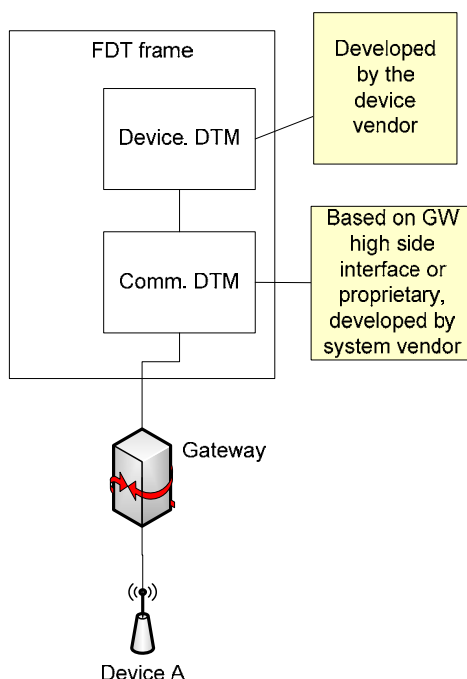 FDT frame
Developed
by the
device
vendor
Device. DTM
Based on GW
high side
interface or
proprietary,
developed by
system vendor
Comm. DTM
Gateway
Device A